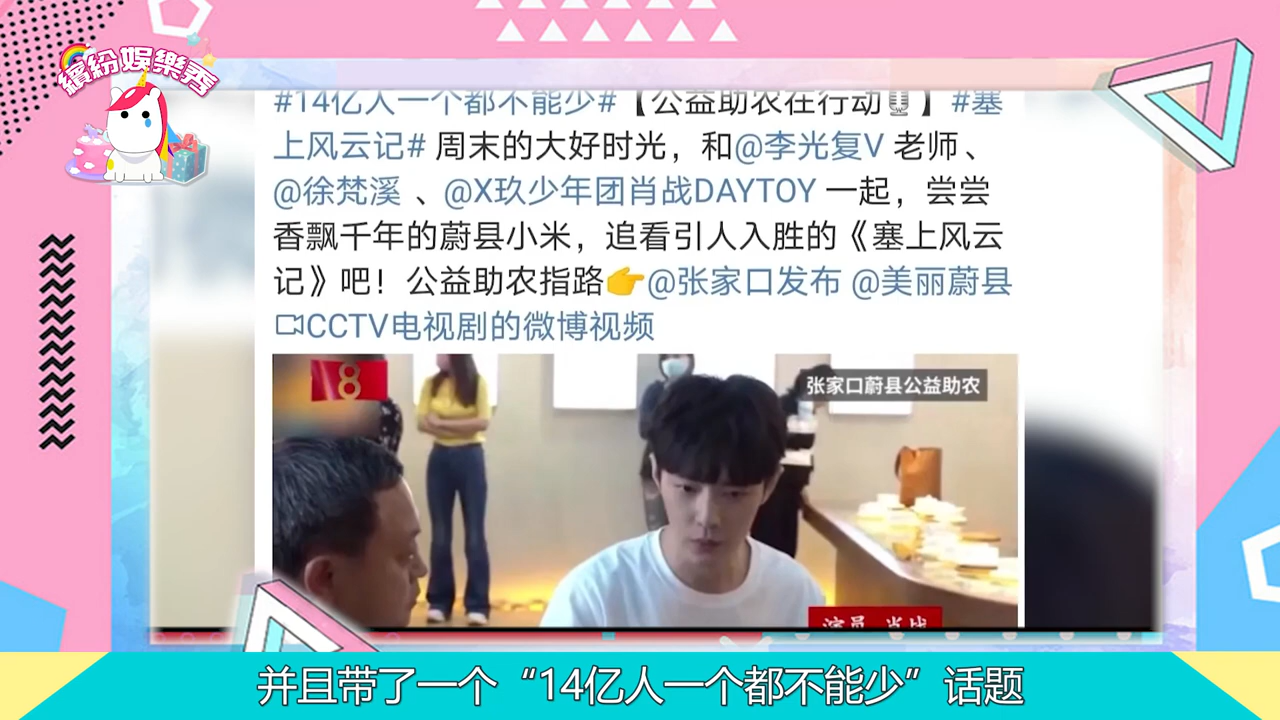 繽紛娛樂秀
#14亿人一个都不能少#【公益助农在行动🎙】#塞
上风云记# 周末的大好时光，和@李光复V 老师、
@徐梵溪 、@X玖少年团肖战DAYTOY 一起，尝尝
香飘千年的蔚县小米，追看引人入胜的《塞上风云
记》吧！公益助农指路👉@张家口发布 @美丽蔚县
CCTV电视剧的微博视频
8
张家口蔚县公益助农
演员 肖战
并且带了一个“14亿人一个都不能少”话题